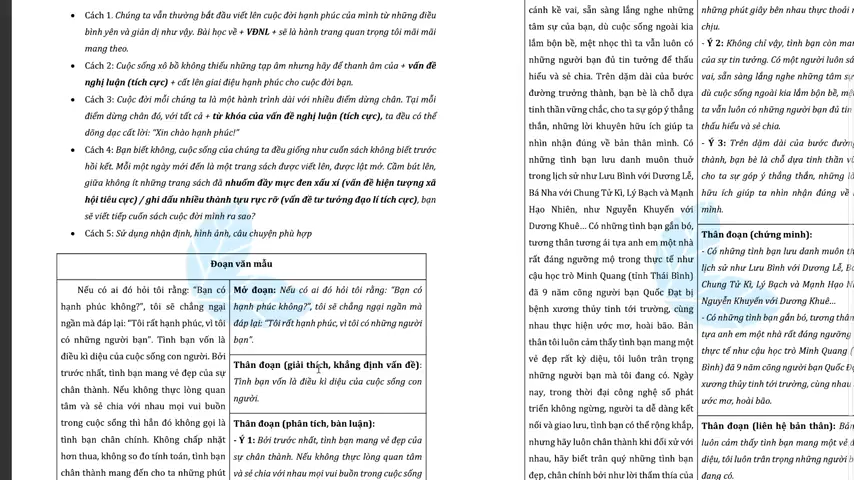 • Cách 1. Chúng ta vẫn thường bắt đầu viết lên cuộc đời hạnh phúc của mình từ những điều
bình yên và giản dị như vậy. Bài học về + VĐNL + sẽ là hành trang quan trọng để tôi mãi mãi
mang theo.
• Cách 2: Cuộc sống xô bồ không thiếu những tạp âm nhưng hãy để thanh âm của + vấn đề
nghị luận (tích cực) + cất lên giai điệu hạnh phúc cho cuộc đời bạn.
• Cách 3: Cuộc đời mỗi chúng ta là một hành trình dài với nhiều điểm dừng chân. Tại mỗi
điểm dừng chân đó, với tất cả + từ khóa của vấn đề nghị luận (tích cực), ta đều có thể
dõng dạc cất lời: "Xin chào hạnh phúc!"
• Cách 4: Bạn biết không, cuộc sống của chúng ta đều giống như cuốn sách không biết trước
hồi kết. Mỗi một ngày mới đến là một trang sách được viết lên, được lật mở. Cầm bút lên,
giữa không ít những trang sách đã nhuốm đầy mực đen xấu xí (vấn đề hiện tượng xã
hội tiêu cực) / ghi dấu nhiều thành tựu rực rỡ (vấn đề tư tưởng đạo lí tích cực), bạn
sẽ viết tiếp cuốn sách cuộc đời mình ra sao?
• Cách 5: Sử dụng nhận định, hình ảnh, câu chuyện phù hợp
Đoạn văn mẫu
Nếu có ai đó hỏi tôi rằng: "Bạn có
hạnh phúc không?", tôi sẽ chẳng ngại
ngần mà đáp lại: "Tôi rất hạnh phúc, vì tôi
có những người bạn". Tình bạn vốn là
điều kì diệu của cuộc sống con người. Bởi
trước nhất, tình bạn mang vẻ đẹp của sự
chân thành. Nếu không thực lòng quan
tâm và sẻ chia với nhau mọi vui buồn
trong cuộc sống thì hẳn đó không gọi là
tình bạn chân chính. Không chấp nhặt
hơn thua, không so đo tính toán, tình bạn
chân thành mang đến cho ta những phút
Mở đoạn: Nếu có ai đó hỏi tôi rằng: "Bạn có
hạnh phúc không?", tôi sẽ chẳng ngại ngần mà
đáp lại: "Tôi rất hạnh phúc, vì tôi có những người
bạn".
Thân đoạn (giải thích, khẳng định vấn đề):
Tình bạn vốn là điều kì diệu của cuộc sống con
người.
Thân đoạn (phân tích, bàn luận):
- Ý 1: Bởi trước nhất, tình bạn mang vẻ đẹp của
sự chân thành. Nếu không thực lòng quan tâm
và sẻ chia với nhau mọi vui buồn trong cuộc sống
cánh kề vai, sẵn sàng lắng nghe những
tâm sự của bạn, dù cuộc sống ngoài kia
lắm bộn bề, mệt nhọc thì ta vẫn luôn có
những người bạn đủ tin tưởng để thấu
hiểu và sẻ chia. Trên dặm dài của bước
đường trưởng thành, bạn bè là chỗ dựa
tinh thần vững chắc, cho ta sự góp ý thẳng
thắn, những lời khuyên hữu ích giúp ta
nhìn nhận đúng về bản thân mình. Có
những tình bạn lưu danh muôn thuở
trong lịch sử như Lưu Bình với Dương Lễ,
Bá Nha với Chung Tử Kì, Lý Bạch và Mạnh
Hạo Nhiên, như Nguyễn Khuyến với
Dương Khuê... Có những tình bạn gắn bó,
tương thân tương ái tựa anh em một nhà
rất đáng ngưỡng mộ trong thực tế như
cậu học trò Minh Quang (tỉnh Thái Bình)
đã 9 năm cõng người bạn Quốc Đạt bị
bệnh xương thủy tinh tới trường, cùng
nhau thực hiện ước mơ, hoài bão. Bản
thân tôi luôn cảm thấy tình bạn mang một
vẻ đẹp rất kỳ diệu, tôi luôn trân trọng
những người bạn mà tôi đang có. Ngày
nay, trong thời đại công nghệ số phát
triển không ngừng, người ta dễ dàng kết
nối và giao lưu, tình bạn có thể rộng khắp,
nhưng hãy luôn chân thành khi đối xử với
nhau, hãy biết trân quý những tình bạn
đẹp, chân chính bởi như lời thấm thía của
những phút giây bên nhau thực thoải
chịu.
- Ý 2: Không chỉ vậy, tình bạn còn ma
của sự tin tưởng. Có một người luôn sá
vai, sẵn sàng lắng nghe những tâm sự c
dù cuộc sống ngoài kia lắm bộn bề, mệ
ta vẫn luôn có những người bạn đủ tin
thấu hiểu và sẻ chia.
- Ý 3: Trên dặm dài của bước đườn
thành, bạn bè là chỗ dựa tinh thần v
cho ta sự góp ý thẳng thắn, những lờ
hữu ích giúp ta nhìn nhận đúng về
mình.
Thân đoạn (chứng minh):
- Có những tình bạn lưu danh muôn th
lịch sử như Lưu Bình với Dương Lễ, B
Chung Tử Kì, Lý Bạch và Mạnh Hạo N
Nguyễn Khuyến với Dương Khuê...
- Có những tình bạn gắn bó, tương thân
tựa anh em một nhà rất đáng ngưỡng
thực tế như cậu học trò Minh Quang (
Bình) đã 9 năm cõng người bạn Quốc Đạ
xương thủy tinh tới trường, cùng nhau
ước mơ, hoài bão.
Thân đoạn (liên hệ bản thân): Bản
luôn cảm thấy tình bạn mang một vẻ đ
diệu, tôi luôn trân trọng những người b
đang có.